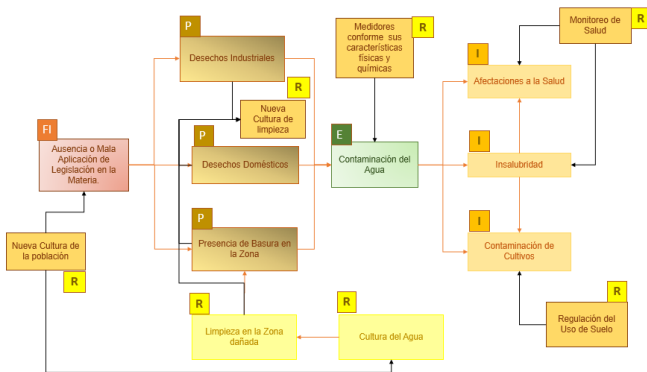 P
Desechos Industriales
R
Nueva
Cultura de
limpieza
Medidores
conforme sus
características
físicas y
químicas
R
Monitoreo de
Salud
R
I
Afectaciones a la Salud
FI
Ausencia o Mala
Aplicación de
Legislación en la
Materia.
P
Desechos Domèsticos
E
Contaminación del
Agua
I
Insalubridad
P
Presencia de Basura en
la Zona
I
Contaminación de
Cultivos
Nueva Cultura de
la población
R
R
Limpieza en la Zona
dañada
R
Cultura del Agua
R
Regulación del
Uso de Suelo